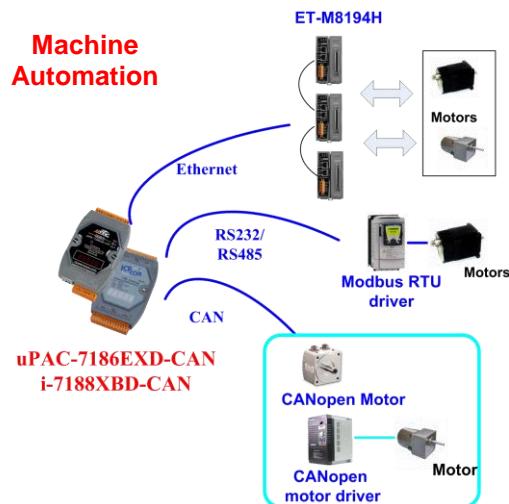 ET-M8194H
Machine
Automation
Motors
Ethernet
RS232/
RS485
Modbus RTU
driver
Motors
CAN
uPAC-7186EXD-CAN
i-7188XBD-CAN
CANopen Motor
CANopen
motor driver
Motor